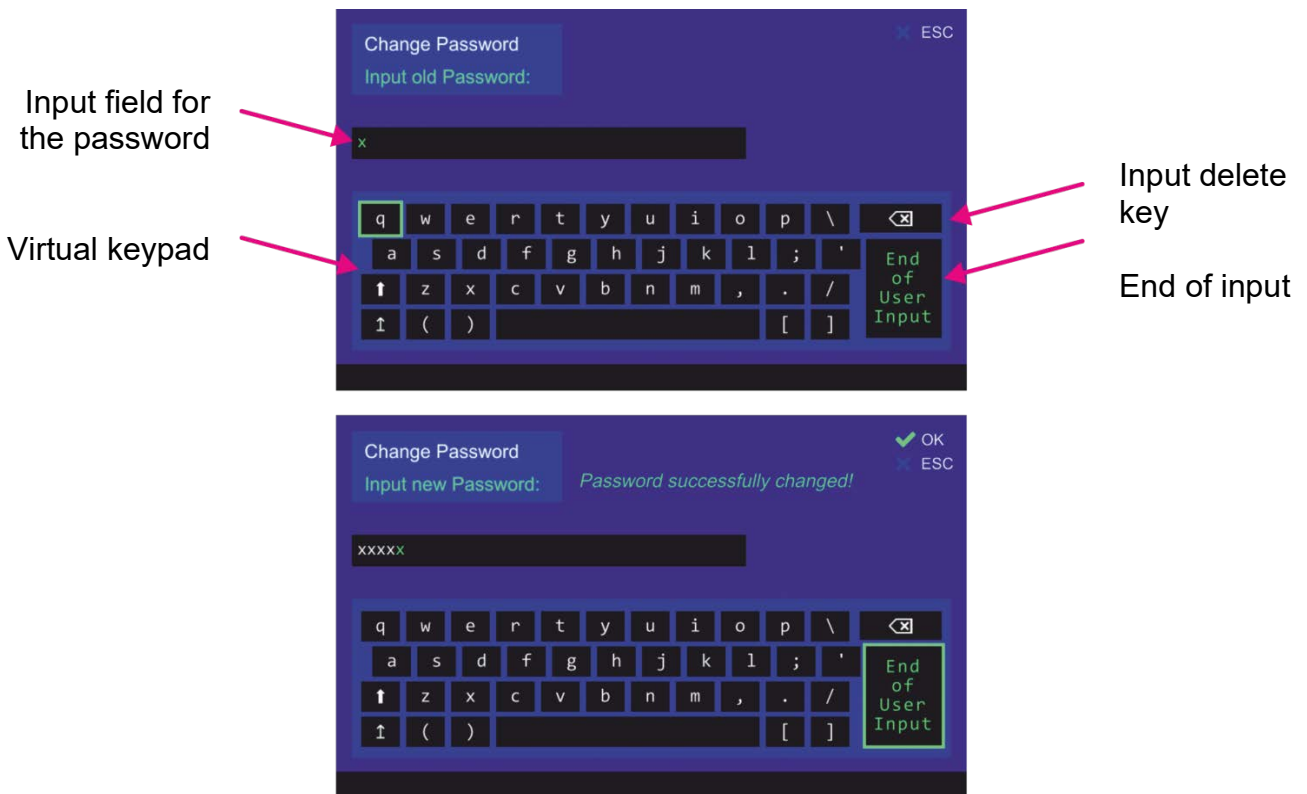 Change Password
ESC
Input old Password:
Input field for
the password
x
Input delete
key
Virtual keypad
q w e r t y u i o p \
a s d f g h j k l ; '
⬆ z x c v b n m , . /
↥ ( ) [ ]
End
of
User
Input
End of input
Change Password
OK
ESC
Input new Password:
Password successfully changed!
xxxxx
q w e r t y u i o p \
a s d f g h j k l ; '
⬆ z x c v b n m , . /
↥ ( ) [ ]
End
of
User
Input